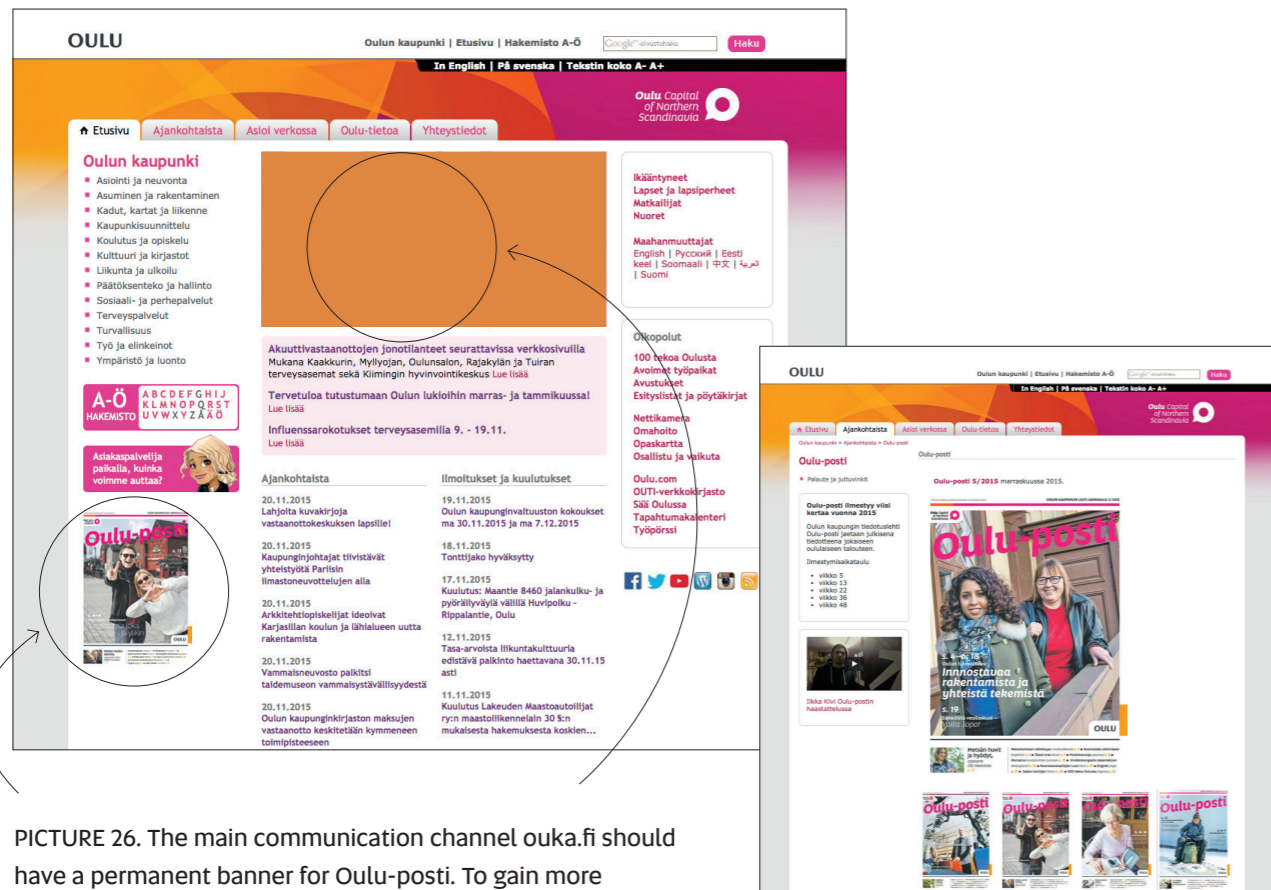 OULU
Oulun kaupunki | Etusivu | Hakemisto A-Ö
Google™-sivustohaku
Haku
In English | På svenska | Tekstin koko A- A+
Oulu Capital
of Northern
Scandinavia
Etusivu
Ajankohtaista
Asioi verkossa
Oulu-tietoa
Yhteystiedot
Oulun kaupunki
Asiointi ja neuvonta
Asuminen ja rakentaminen
Kadut, kartat ja liikenne
Kaupunkisuunnittelu
Koulutus ja opiskelu
Kulttuuri ja kirjastot
Liikunta ja ulkoilu
Päätöksenteko ja hallinto
Sosiaali- ja perhepalvelut
Terveyspalvelut
Turvallisuus
Työ ja elinkeinot
Ympäristö ja luonto
A-Ö
HAKEMISTO
ABCDEFGHIJ
KLMNOPQRST
UVWXYZÅÄÖ
Asiakaspalvelija
paikalla, kuinka
voimme auttaa?
Oulu-posti
OULU
Akuuttivastaanottojen jonotilanteet seurattavissa verkkosivuilla
Mukana Kaakkurin, Myllyojan, Oulunsalon, Rajakylän ja Tuiran
terveysasemat sekä Kiimingin hyvinvointikeskus Lue lisää
Tervetuloa tutustumaan Oulun lukioihin marras- ja tammikuussa!
Lue lisää
Influenssarokotukset terveysasemilla 9. - 19.11.
Lue lisää
Ajankohtaista
20.11.2015
Lahjoita kuvakirjoja
vastaanottokeskuksen lapsille!
20.11.2015
Kaupunginjohtajat tiivistävät
yhteistyötä Pariisin
ilmastoneuvottelujen alla
20.11.2015
Arkkitehtiopiskelijat ideoivat
Karjasillan koulun ja lähialueen uutta
rakentamista
20.11.2015
Vammaisneuvosto palkitsi
taidemuseon vammaisystävällisyydestä
20.11.2015
Oulun kaupunginkirjaston maksujen
vastaanotto keskitetään kymmeneen
toimipisteeseen
Ilmoitukset ja kuulutukset
19.11.2015
Oulun kaupunginvaltuuston kokoukset
ma 30.11.2015 ja ma 7.12.2015
18.11.2015
Tonttijako hyväksytty
17.11.2015
Kuulutus: Maantie 8460 jalankulku- ja
pyöräilyväylä välillä Huvipolku -
Rippalantie, Oulu
12.11.2015
Tasa-arvoista liikuntakulttuuria
edistävä palkinto haettavana 30.11.15
asti
11.11.2015
Kuulutus Lakeuden Maastoautoilijat
ry:n maastoliikennelain 30 §:n
mukaisesta hakemuksesta koskien...
Ikääntyneet
Lapset ja lapsiperheet
Matkailijat
Nuoret
Maahanmuuttajat
English | Русский | Eesti
keel | Soomaali | 中文 | العربية
| Suomi
Oikopolut
100 tekoa Oulusta
Avoimet työpaikat
Avustukset
Esityslistat ja pöytäkirjat
Nettikamera
Omahoito
Opaskartta
Osallistu ja vaikuta
Oulu.com
OUTI-verkkokirjasto
Sää Oulussa
Tapahtumakalenteri
Työpörssi
OULU
Oulun kaupunki | Etusivu | Hakemisto A-Ö
Haku
In English | På svenska | Tekstin koko A- A+
Oulu Capital
of Northern
Scandinavia
Etusivu
Ajankohtaista
Asioi verkossa
Oulu-tietoa
Yhteystiedot
Oulun kaupunki > Ajankohtaista > Oulu-posti
Oulu-posti
Palaute ja juttuvinkit
Oulu-posti ilmestyy viisi
kertaa vuonna 2015
Oulun kaupungin tiedotuslehti
Oulu-posti jaetaan julkisena
tiedotteena jokaiseen
oululaiseen talouteen.
Ilmestymisaikataulu
viikko 5
viikko 13
viikko 22
viikko 36
viikko 48
Ilkka Kivi Oulu-postin
haastattelussa
Oulu-posti
Oulu-posti 5/2015 marraskuussa 2015.
Oulu-posti
Innnostavaa
rakentamista ja
yhteistä tekemistä
s. 19
OULU
Metsän huvit
ja hyödyt,
Oulu-posti
Oulu-posti
Oulu-posti
Oulu-posti
PICTURE 26. The main communication channel ouka.fi should
have a permanent banner for Oulu-posti. To gain more